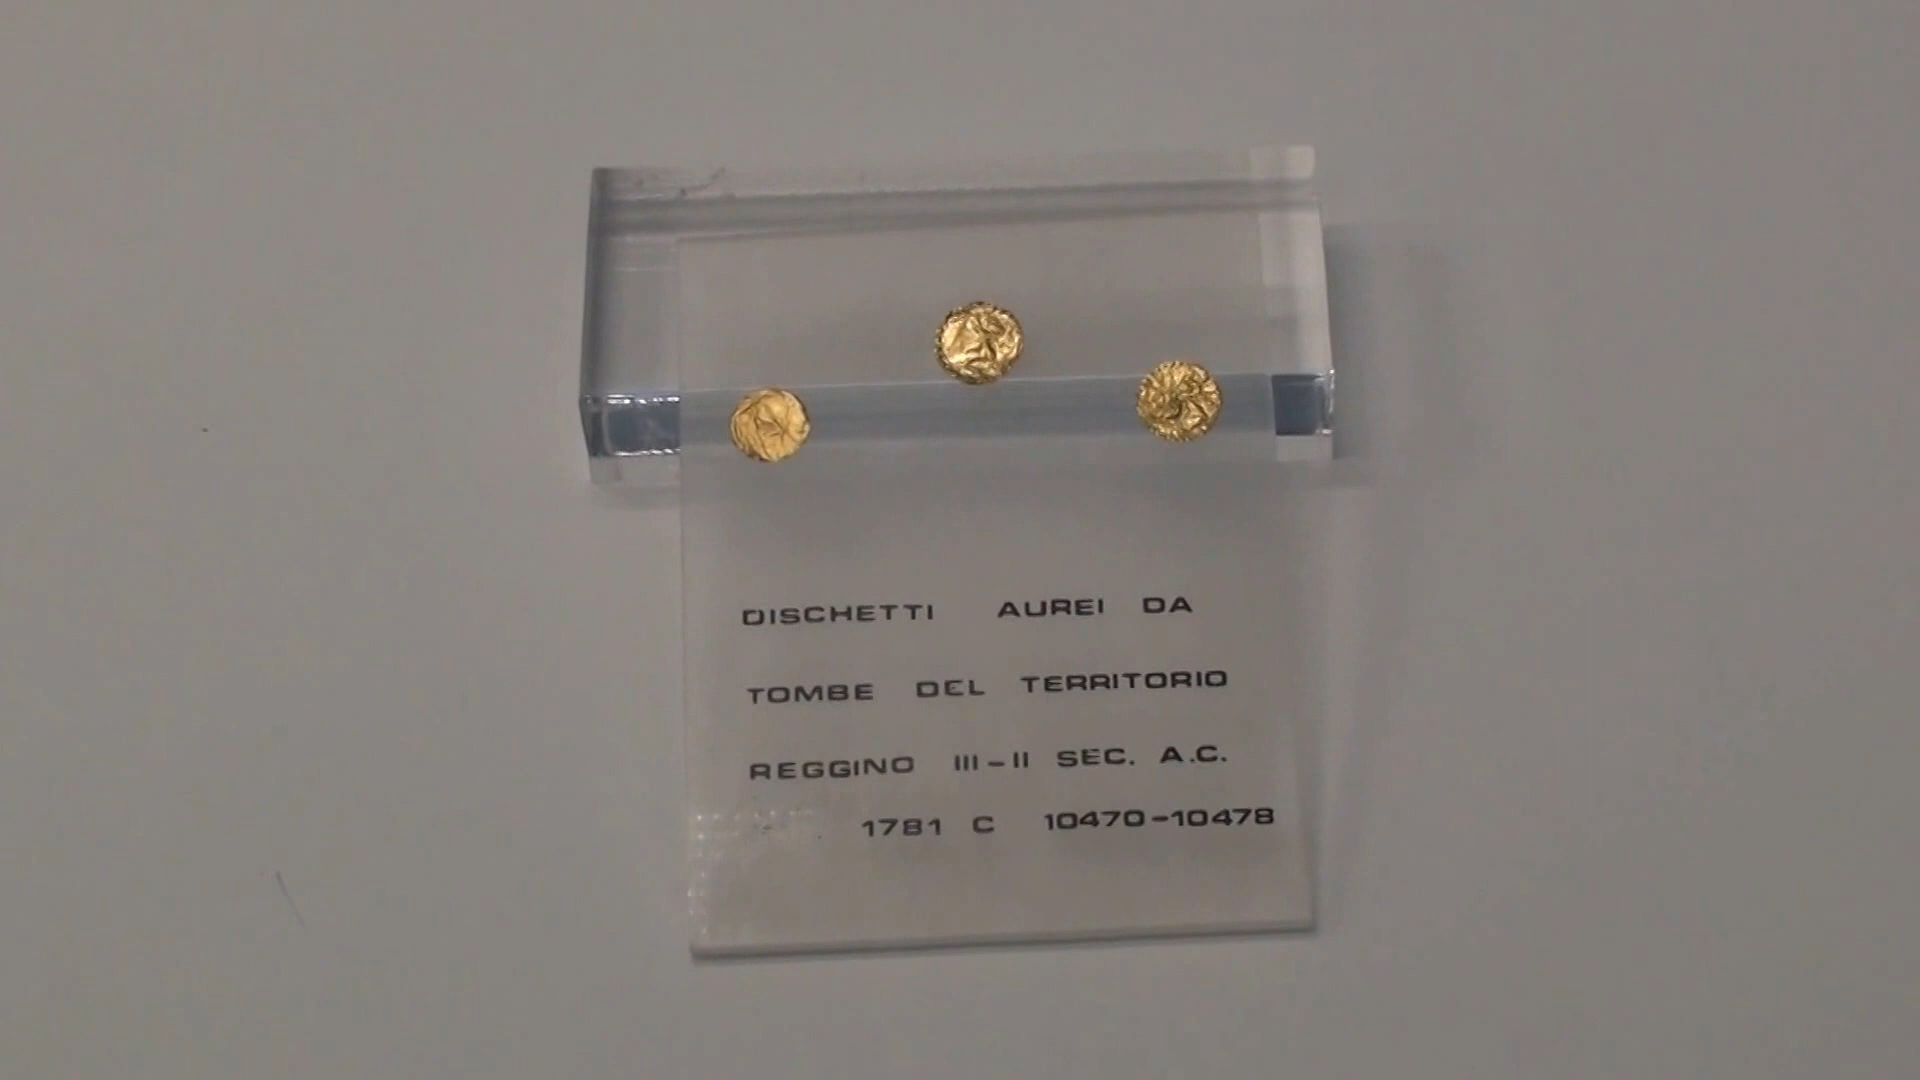 DISCHETTI AUREI DA
TOMBE DEL TERRITORIO
REGGINO III-II SEC. A.C.
1781 C 10470-10478